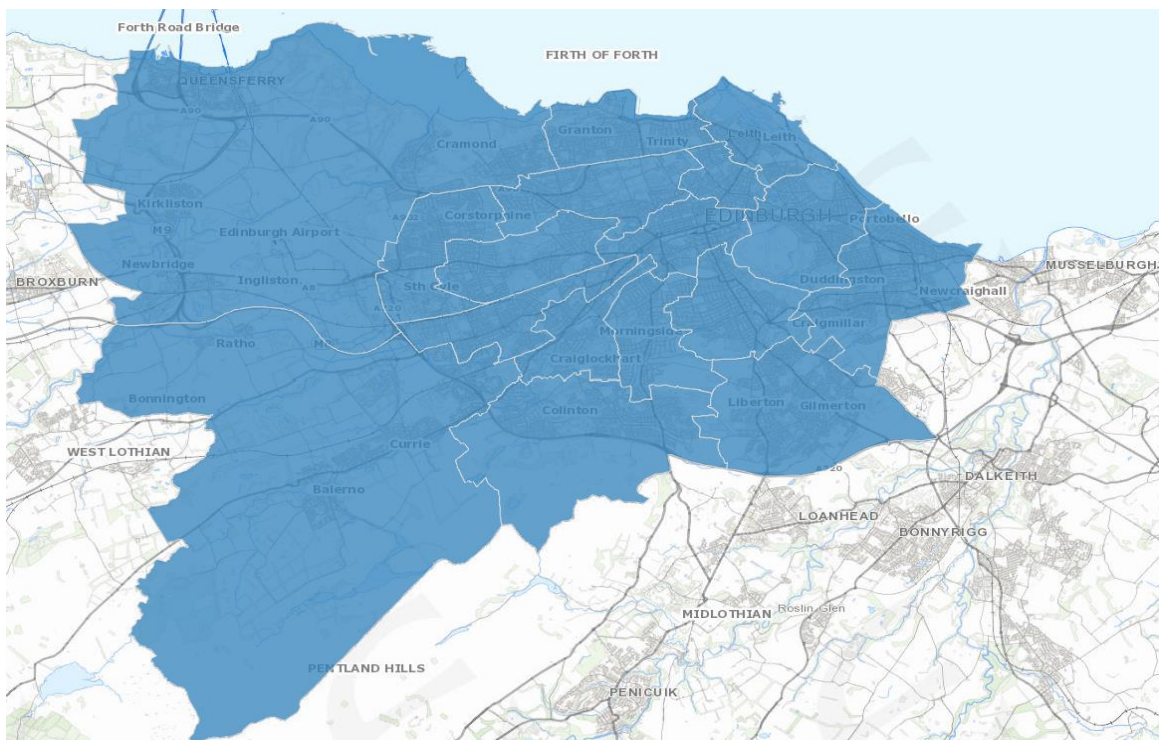 Forth Road Bridge
FIRTH OF FORTH
QUEENSFERRY
A90
A90
Granton
Trinity
Leith
Leith
Cramond
Kirkliston
Corstorphine
EDINBURGH
Portobello
M9
Edinburgh Airport
Newbridge
Ingliston
A8
Sth Gyle
Duddingston
MUSSELBURGH
BROXBURN
Newcraighall
A720
Craigmillar
Ratho
Morningside
Craiglockhart
Bonnington
Colinton
Liberton
Gilmerton
Currie
WEST LOTHIAN
A720
DALKEITH
Balerno
LOANHEAD
BONNYRIGG
MIDLOTHIAN
Roslin Glen
PENTLAND HILLS
PENICUIK